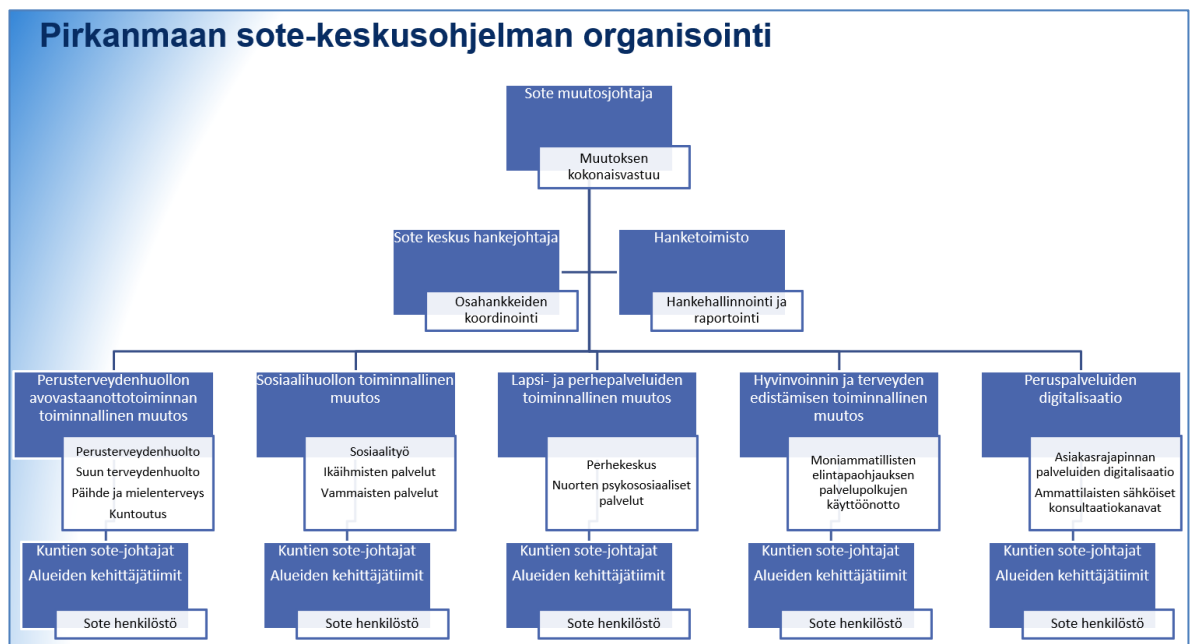 Pirkanmaan sote-keskusohjelman organisointi
Sote muutosjohtaja
Muutoksen
kokonaisvastuu
Sote keskus hankejohtaja
Osahankkeiden
koordinointi
Hanketoimisto
Hankehallinnointi ja
raportointi
Perusterveydenhuollon
avovastaanottotoiminnan
toiminnallinen muutos
Perusterveydenhuolto
Suun terveydenhuolto
Päihde ja mielenterveys
Kuntoutus
Kuntien sote-johtajat
Alueiden kehittäjätiimit
Sote henkilöstö
Sosiaalihuollon toiminnallinen
muutos
Sosiaalityö
Ikäihmisten palvelut
Vammaisten palvelut
Kuntien sote-johtajat
Alueiden kehittäjätiimit
Sote henkilöstö
Lapsi- ja perhepalveluiden
toiminnallinen muutos
Perhekeskus
Nuorten psykososiaaliset
palvelut
Kuntien sote-johtajat
Alueiden kehittäjätiimit
Sote henkilöstö
Hyvinvoinnin ja terveyden
edistämisen toiminnallinen
muutos
Moniammatillisten
elintapaohjauksen
palvelupolkujen
käyttöönotto
Kuntien sote-johtajat
Alueiden kehittäjätiimit
Sote henkilöstö
Peruspalveluiden
digitalisaatio
Asiakasrajapinnan
palveluiden digitalisaatio
Ammattilaisten sähköiset
konsultaatiokanavat
Kuntien sote-johtajat
Alueiden kehittäjätiimit
Sote henkilöstö